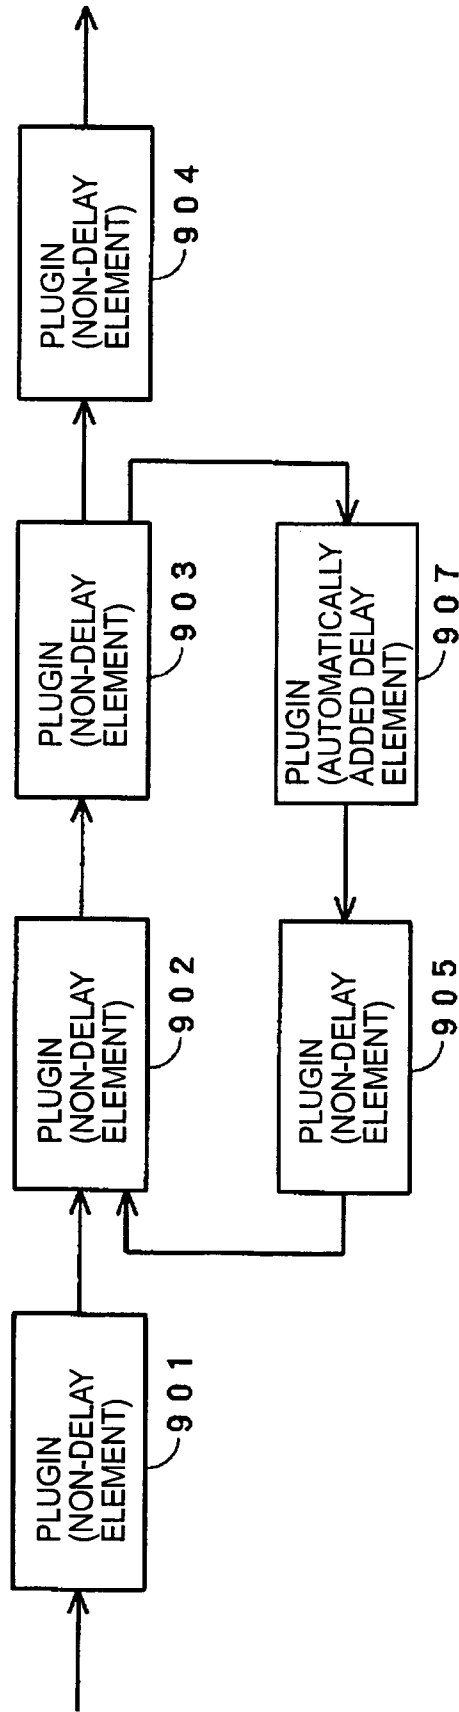 PLUGIN
(NON-DELAY
ELEMENT)
901
PLUGIN
(NON-DELAY
ELEMENT)
902
PLUGIN
(NON-DELAY
ELEMENT)
903
PLUGIN
(NON-DELAY
ELEMENT)
904
PLUGIN
(NON-DELAY
ELEMENT)
905
PLUGIN
(AUTOMATICALLY
ADDED DELAY
ELEMENT)
907